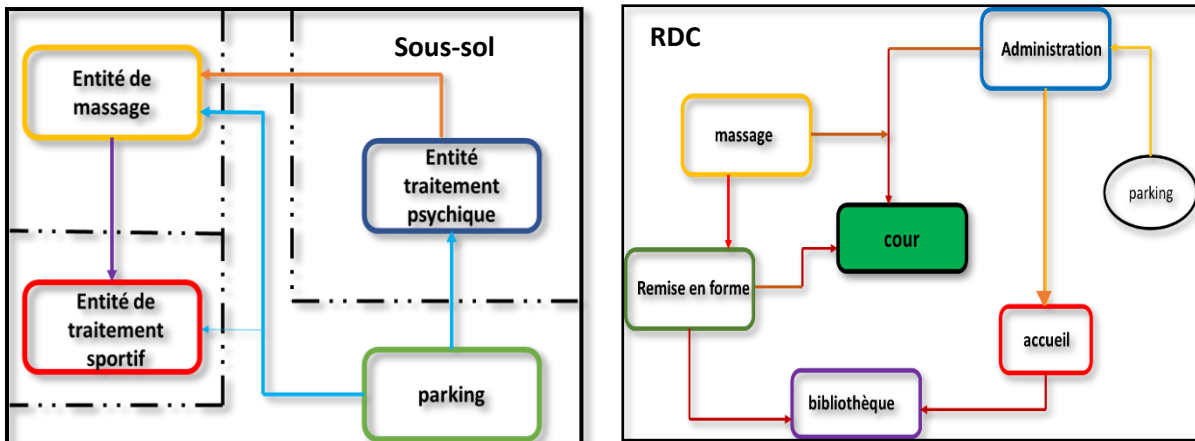 Sous-sol
Entité de
massage
Entité
traitement
psychique
Entité de
traitement
sportif
parking
RDC
Administration
massage
parking
cour
Remise en forme
accueil
bibliothèque